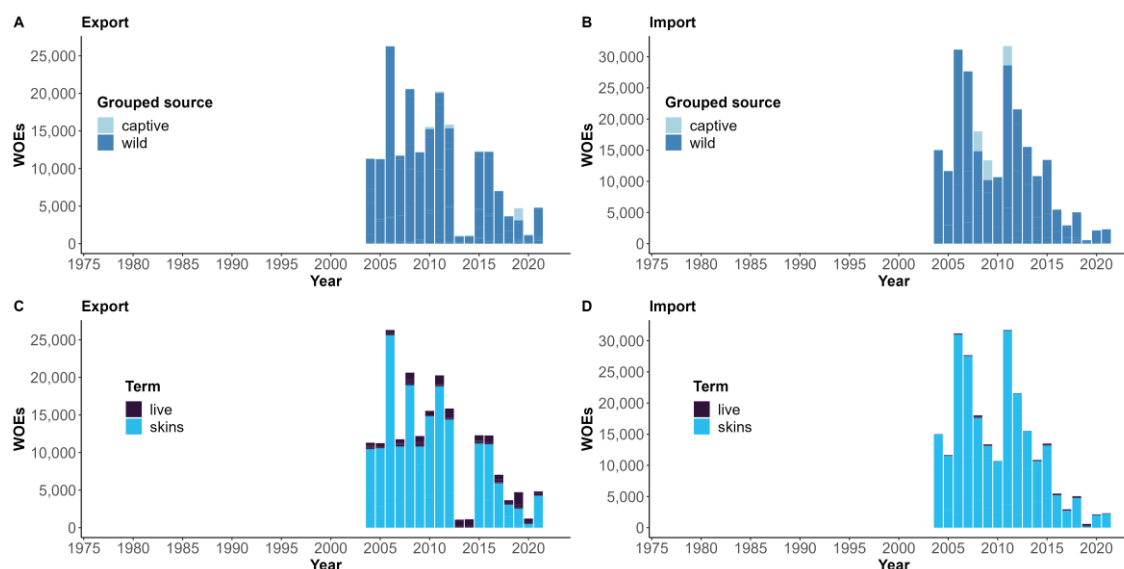 A Export
25,000
20,000
15,000
10,000
5,000
0
WOEs
Grouped source
captive
wild
1975 1980 1985 1990 1995 2000 2005 2010 2015 2020
Year
B Import
30,000
25,000
20,000
15,000
10,000
5,000
0
WOEs
Grouped source
captive
wild
1975 1980 1985 1990 1995 2000 2005 2010 2015 2020
Year
C Export
25,000
20,000
15,000
10,000
5,000
0
WOEs
Term
live
skins
1975 1980 1985 1990 1995 2000 2005 2010 2015 2020
Year
D Import
30,000
25,000
20,000
15,000
10,000
5,000
0
WOEs
Term
live
skins
1975 1980 1985 1990 1995 2000 2005 2010 2015 2020
Year